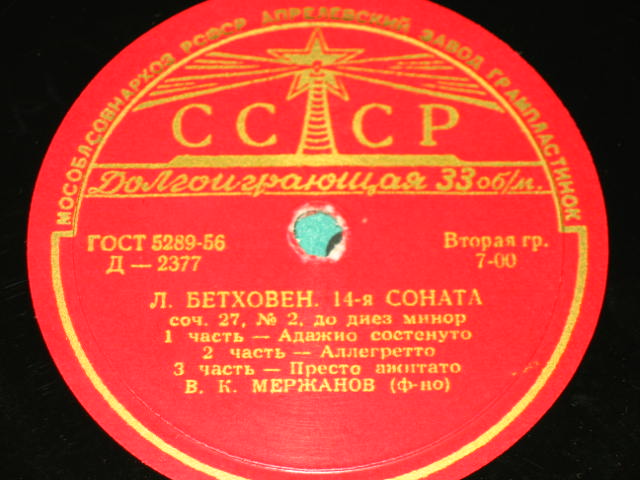 МОСОБЛСОВНАРХОЗ РСФСР АПРЕЛЕВСКИЙ ЗАВОД ГРАМПЛАСТИНОК
СССР
Долгоиграющая 33 об/м.
ГОСТ 5289-56
Д — 2377
Вторая гр.
7-00
Л. БЕТХОВЕН. 14-я СОНАТА
соч. 27, № 2, до диез минор
1 часть — Адажио состенуто
2 часть — Аллегретто
3 часть — Престо ажитато
В. К. МЕРЖАНОВ (ф-но)